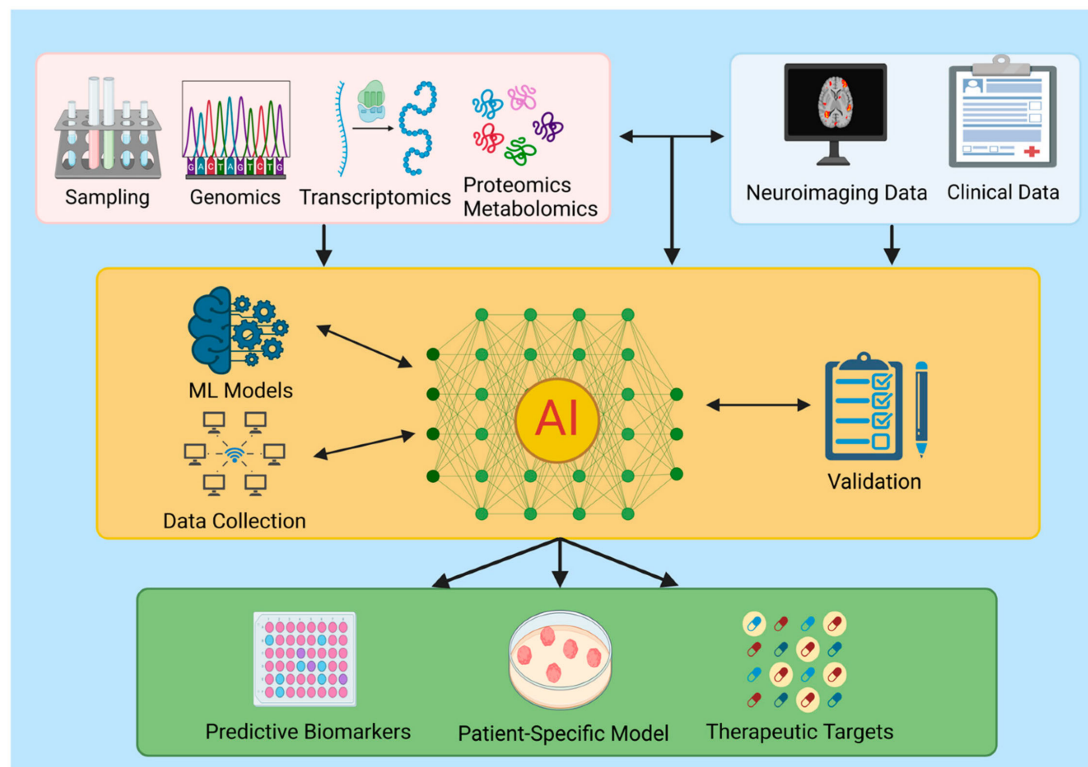 GACTAGTCTG
Sampling
Genomics
Transcriptomics
Proteomics
Metabolomics
Neuroimaging Data
Clinical Data
ML Models
AI
Data Collection
Validation
Predictive Biomarkers
Patient-Specific Model
Therapeutic Targets